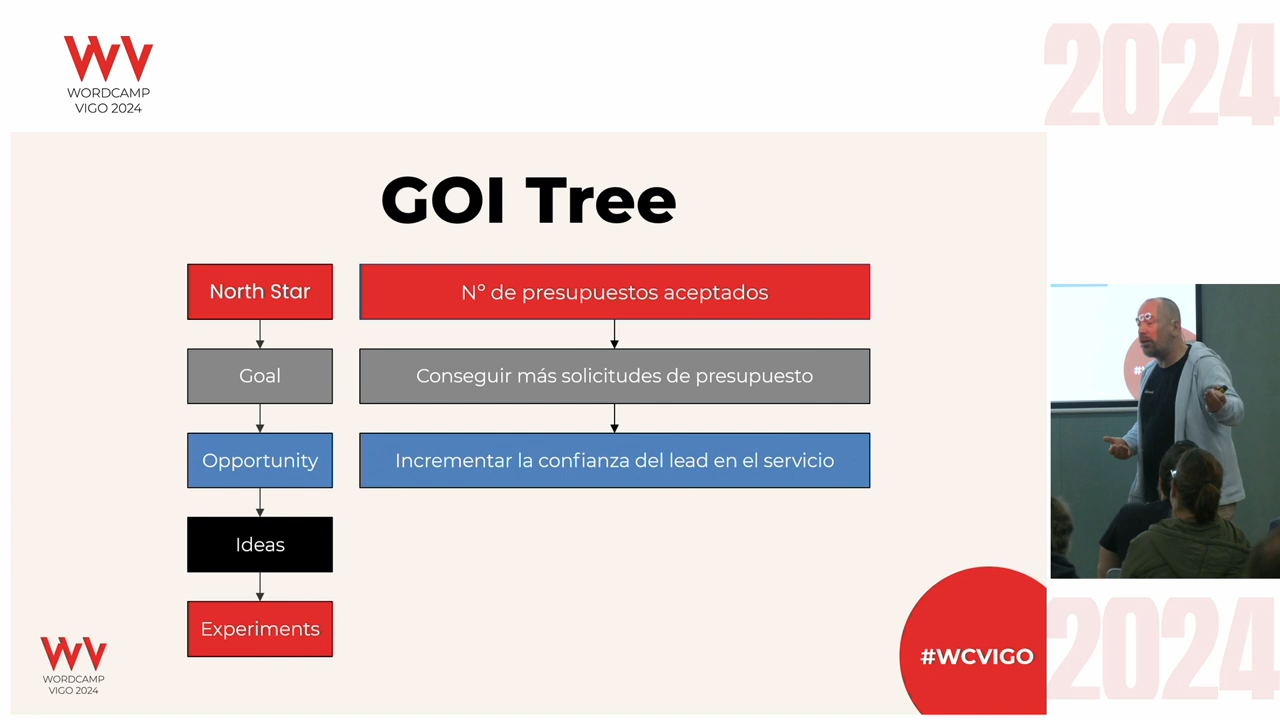 WORDCAMP
VIGO 2024
2024
GOI Tree
North Star
Nº de presupuestos aceptados
Goal
Conseguir más solicitudes de presupuesto
Opportunity
Incrementar la confianza del lead en el servicio
Ideas
Experiments
#WCVIGO
WORDCAMP
VIGO 2024
2024